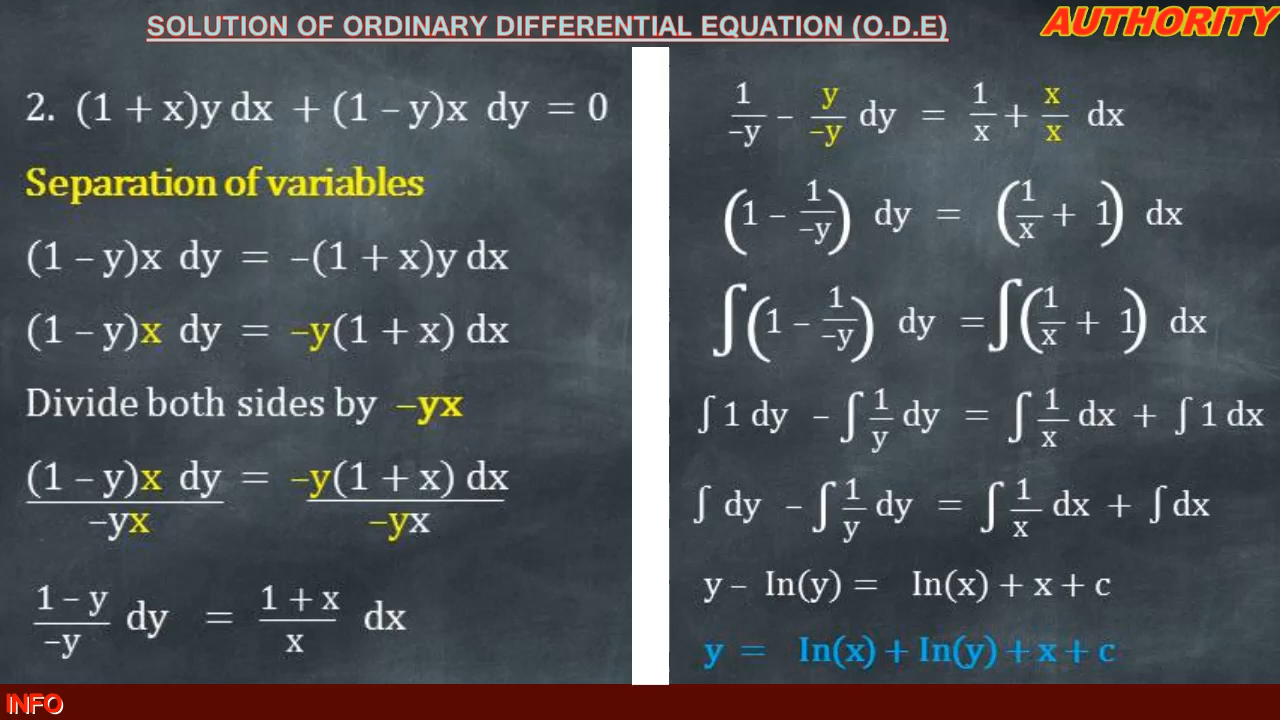 SOLUTION OF ORDINARY DIFFERENTIAL EQUATION (O.D.E)
AUTHORITY
2. (1 + x)y dx + (1 – y)x dy = 0
Separation of variables
(1 – y)x dy = –(1 + x)y dx
(1 – y)x dy = –y(1 + x) dx
Divide both sides by –yx
(1 – y)x dy = –y(1 + x) dx
–yx –yx
1 – y dy = 1 + x dx
–y x
1/–y – y/–y dy = 1/x + x/x dx
(1 – 1/–y) dy = (1/x + 1) dx
∫(1 – 1/–y) dy = ∫(1/x + 1) dx
∫ 1 dy – ∫ 1/y dy = ∫ 1/x dx + ∫ 1 dx
∫ dy – ∫ 1/y dy = ∫ 1/x dx + ∫ dx
y – In(y) = In(x) + x + c
y = In(x) + In(y) + x + c
INFO